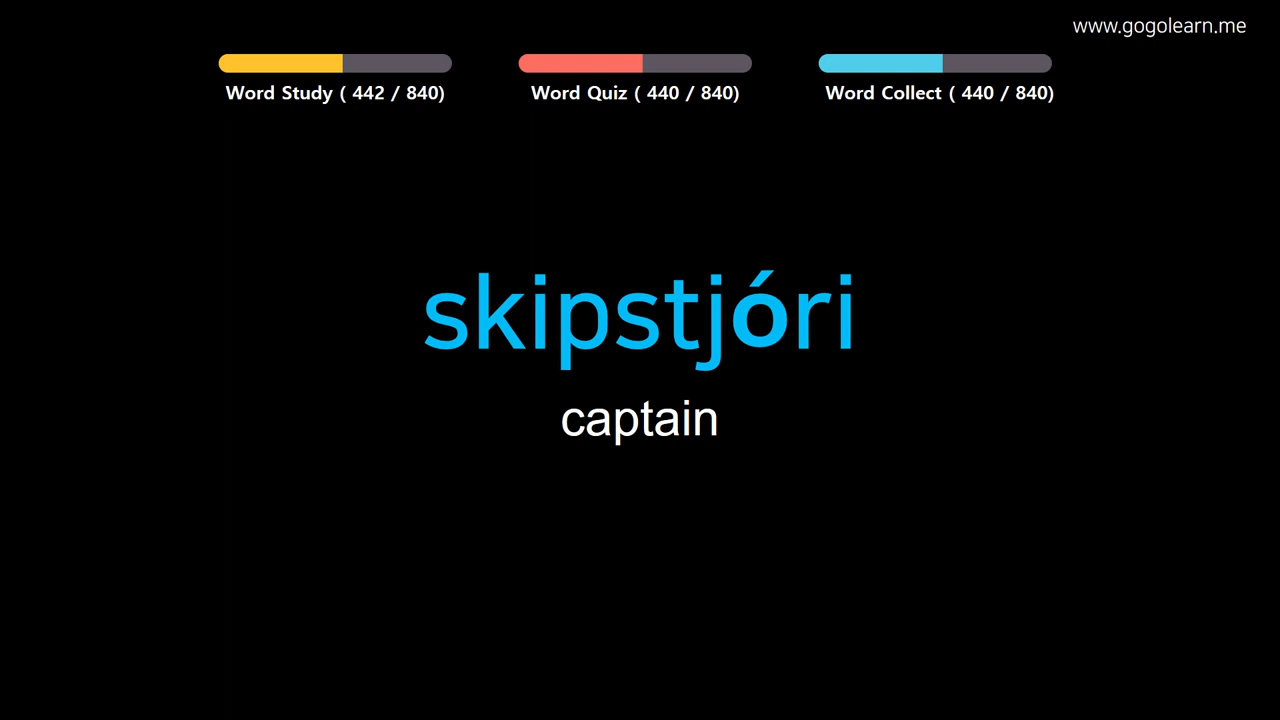 www.gogolearn.me
Word Study ( 442 / 840)
Word Quiz ( 440 / 840)
Word Collect ( 440 / 840)
skipstjóri
captain